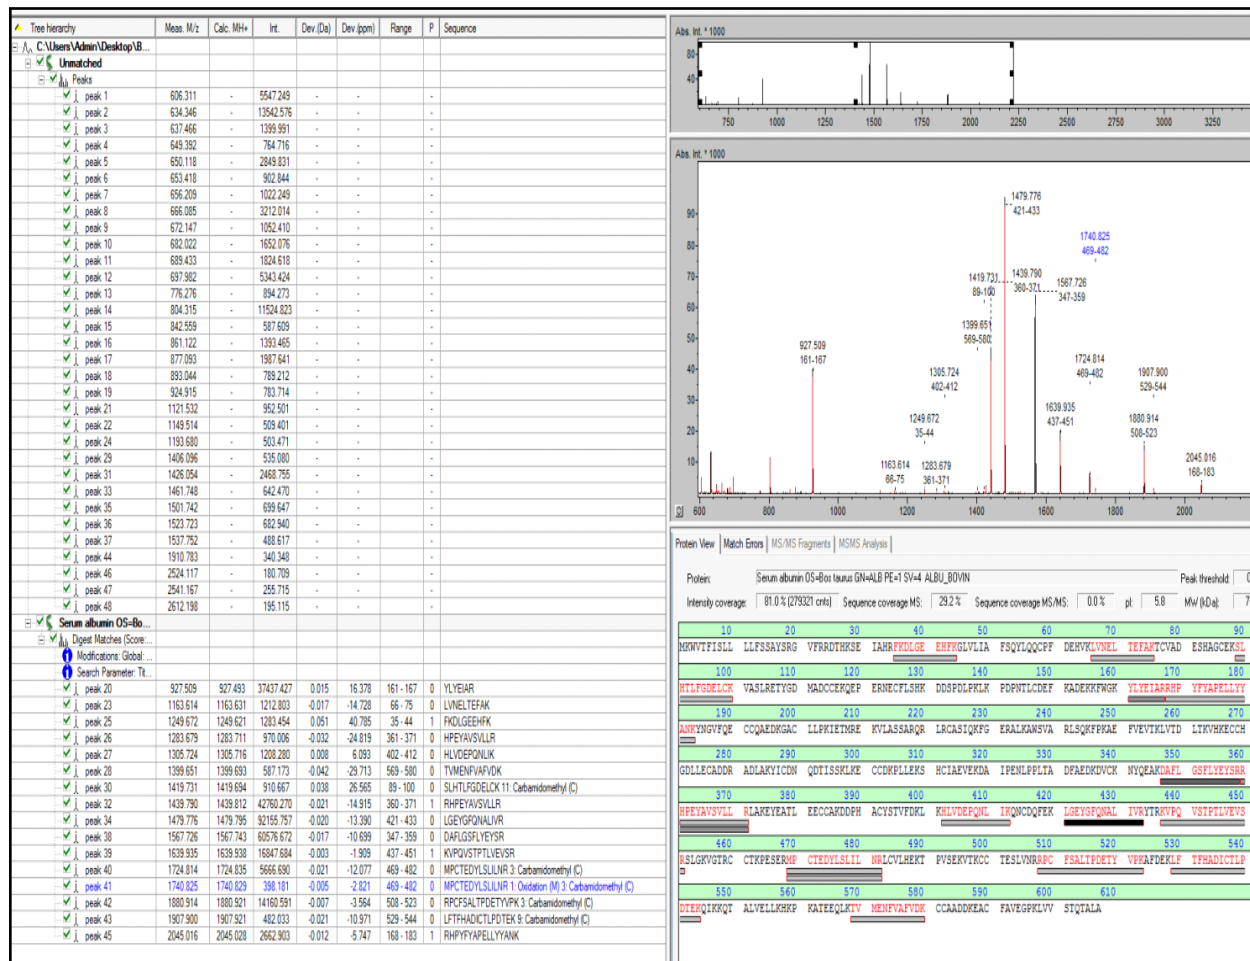 Tree hierarchy Meas. M/z Calc. MH+ Int. Dev.(Da) Dev.(ppm) Range P Sequence
C:\Users\Admin\Desktop\B...
Unmatched
Peaks
peak 1 606.311 - 5547.249 - - - -
peak 2 634.346 - 13542.576 - - - -
peak 3 637.466 - 1399.991 - - - -
peak 4 649.392 - 764.716 - - - -
peak 5 650.118 - 2849.831 - - - -
peak 6 653.418 - 902.844 - - - -
peak 7 656.209 - 1022.249 - - - -
peak 8 666.085 - 3212.014 - - - -
peak 9 672.147 - 1052.410 - - - -
peak 10 682.022 - 1652.076 - - - -
peak 11 689.433 - 1824.618 - - - -
peak 12 697.982 - 5343.424 - - - -
peak 13 776.276 - 894.273 - - - -
peak 14 804.315 - 11524.823 - - - -
peak 15 842.559 - 587.609 - - - -
peak 16 861.122 - 1393.465 - - - -
peak 17 877.093 - 1987.641 - - - -
peak 18 893.044 - 789.212 - - - -
peak 19 924.915 - 783.714 - - - -
peak 21 1121.532 - 952.501 - - - -
peak 22 1149.514 - 509.401 - - - -
peak 24 1193.680 - 503.471 - - - -
peak 29 1406.096 - 535.080 - - - -
peak 31 1426.054 - 2468.755 - - - -
peak 33 1461.748 - 642.470 - - - -
peak 35 1501.742 - 699.647 - - - -
peak 36 1523.723 - 682.940 - - - -
peak 37 1537.752 - 488.617 - - - -
peak 44 1910.783 - 340.348 - - - -
peak 46 2524.117 - 180.709 - - - -
peak 47 2541.167 - 255.715 - - - -
peak 48 2612.198 - 195.115 - - - -
Serum albumin OS=Bo...
Digest Matches (Score:...
Modifications: Global: ...
Search Parameter: Tit...
peak 20 927.509 927.493 37437.427 0.015 16.378 161 - 167 0 YLYEIAR
peak 23 1163.614 1163.631 1212.803 -0.017 -14.728 66 - 75 0 LVNELTEFAK
peak 25 1249.672 1249.621 1283.454 0.051 40.785 35 - 44 1 FKDLGEEHFK
peak 26 1283.679 1283.711 970.006 -0.032 -24.819 361 - 371 0 HPEYAVSVLLR
peak 27 1305.724 1305.716 1208.280 0.008 6.093 402 - 412 0 HLVDEPQNLIK
peak 28 1399.651 1399.693 587.173 -0.042 -29.713 569 - 580 0 TVMENFVAFVDK
peak 30 1419.731 1419.694 910.667 0.038 26.565 89 - 100 0 SLHTLFGDELCK 11: Carbamidomethyl (C)
peak 32 1439.790 1439.812 42760.270 -0.021 -14.915 360 - 371 1 RHPEYAVSVLLR
peak 34 1479.776 1479.795 92155.757 -0.020 -13.390 421 - 433 0 LGEYGFQNALIVR
peak 38 1567.726 1567.743 60576.672 -0.017 -10.699 347 - 359 0 DAFLGSFLYEYSR
peak 39 1639.935 1639.938 16847.684 -0.003 -1.909 437 - 451 1 KVPQVSTPTLVEVSR
peak 40 1724.814 1724.835 5666.690 -0.021 -12.077 469 - 482 0 MPCTEDYLSLILNR 3: Carbamidomethyl (C)
peak 41 1740.825 1740.829 398.181 -0.005 -2.821 469 - 482 0 MPCTEDYLSLILNR 1: Oxidation (M) 3: Carbamidomethyl (C)
peak 42 1880.914 1880.921 14160.591 -0.007 -3.564 508 - 523 0 RPCFSALTPDETYVPK 3: Carbamidomethyl (C)
peak 43 1907.900 1907.921 482.033 -0.021 -10.971 529 - 544 0 LFTFHADICTLPDTEK 9: Carbamidomethyl (C)
peak 45 2045.016 2045.028 2662.903 -0.012 -5.747 168 - 183 1 RHPYFYAPELLYYANK
Abs. Int. * 1000
80
40
750 1000 1250 1500 1750 2000 2250 2500 2750 3000 3250
Abs. Int. * 1000
90
80
70
60
50
40
30
20
10
600 800 1000 1200 1400 1600 1800 2000
1479.776
421-433
1740.825
469-482
1419.731
89-100
1439.790
360-371
1567.726
347-359
1399.651
569-580
927.509
161-167
1305.724
402-412
1724.814
469-482
1907.900
529-544
1249.672
35-44
1639.935
437-451
1880.914
508-523
1163.614
66-75
1283.679
361-371
2045.016
168-183
Protein View Match Errors MS/MS Fragments MSMS Analysis
Protein: Serum albumin OS=Bos taurus GN=ALB PE=1 SV=4 ALBU_BOVIN Peak threshold:
Intensity coverage: 81.0 % (279321 cnts) Sequence coverage MS: 29.2 % Sequence coverage MS/MS: 0.0 % pI: 5.8 MW (kDa): 7
10 20 30 40 50 60 70 80 90
MKWVTFISLL LLFSSAYSRG VFRRDTHKSE IAHRFKDLGE EHFKGLVLIA FSQYLQQCPF DEHVKLVNEL TEFAKTCVAD ESHAGCEKSL
100 110 120 130 140 150 160 170 180
HTLFGDELCK VASLRETYGD MADCCEKQEP ERNECFLSHK DDSPDLPKLK PDPNTLCDEF KADEKKFWGK YLYEIARRHP YFYAPELLYY
190 200 210 220 230 240 250 260 270
ANKYNGVFQE CCQAEDKGAC LLPKIETMRE KVLASSARQR LRCASIQKFG ERALKAWSVA RLSQKFPKAE FVEVTKLVTD LTKVHKECCH
280 290 300 310 320 330 340 350 360
GDLLECADDR ADLAKYICDN QDTISSKLKE CCDKPLLEKS HCIAEVEKDA IPENLPPLTA DFAEDKDVCK NYQEAKDAFL GSFLYEYSRR
370 380 390 400 410 420 430 440 450
HPEYAVSVLL RLAKEYEATL EECCAKDDPH ACYSTVFDKL KHLVDEPQNL IKQNCDQFEK LGEYGFQNAL IVRYTRKVPQ VSTPTLVEVS
460 470 480 490 500 510 520 530 540
RSLGKVGTRC CTKPESERMP CTEDYLSLIL NRLCVLHEKT PVSEKVTKCC TESLVNRRPC FSALTPDETY VPKAFDEKLF TFHADICTLP
550 560 570 580 590 600 610
DTEKQIKKQT ALVELLKHKP KATEEQLKTV MENFVAFVDK CCAADDKEAC FAVEGPKLVV STQTALA